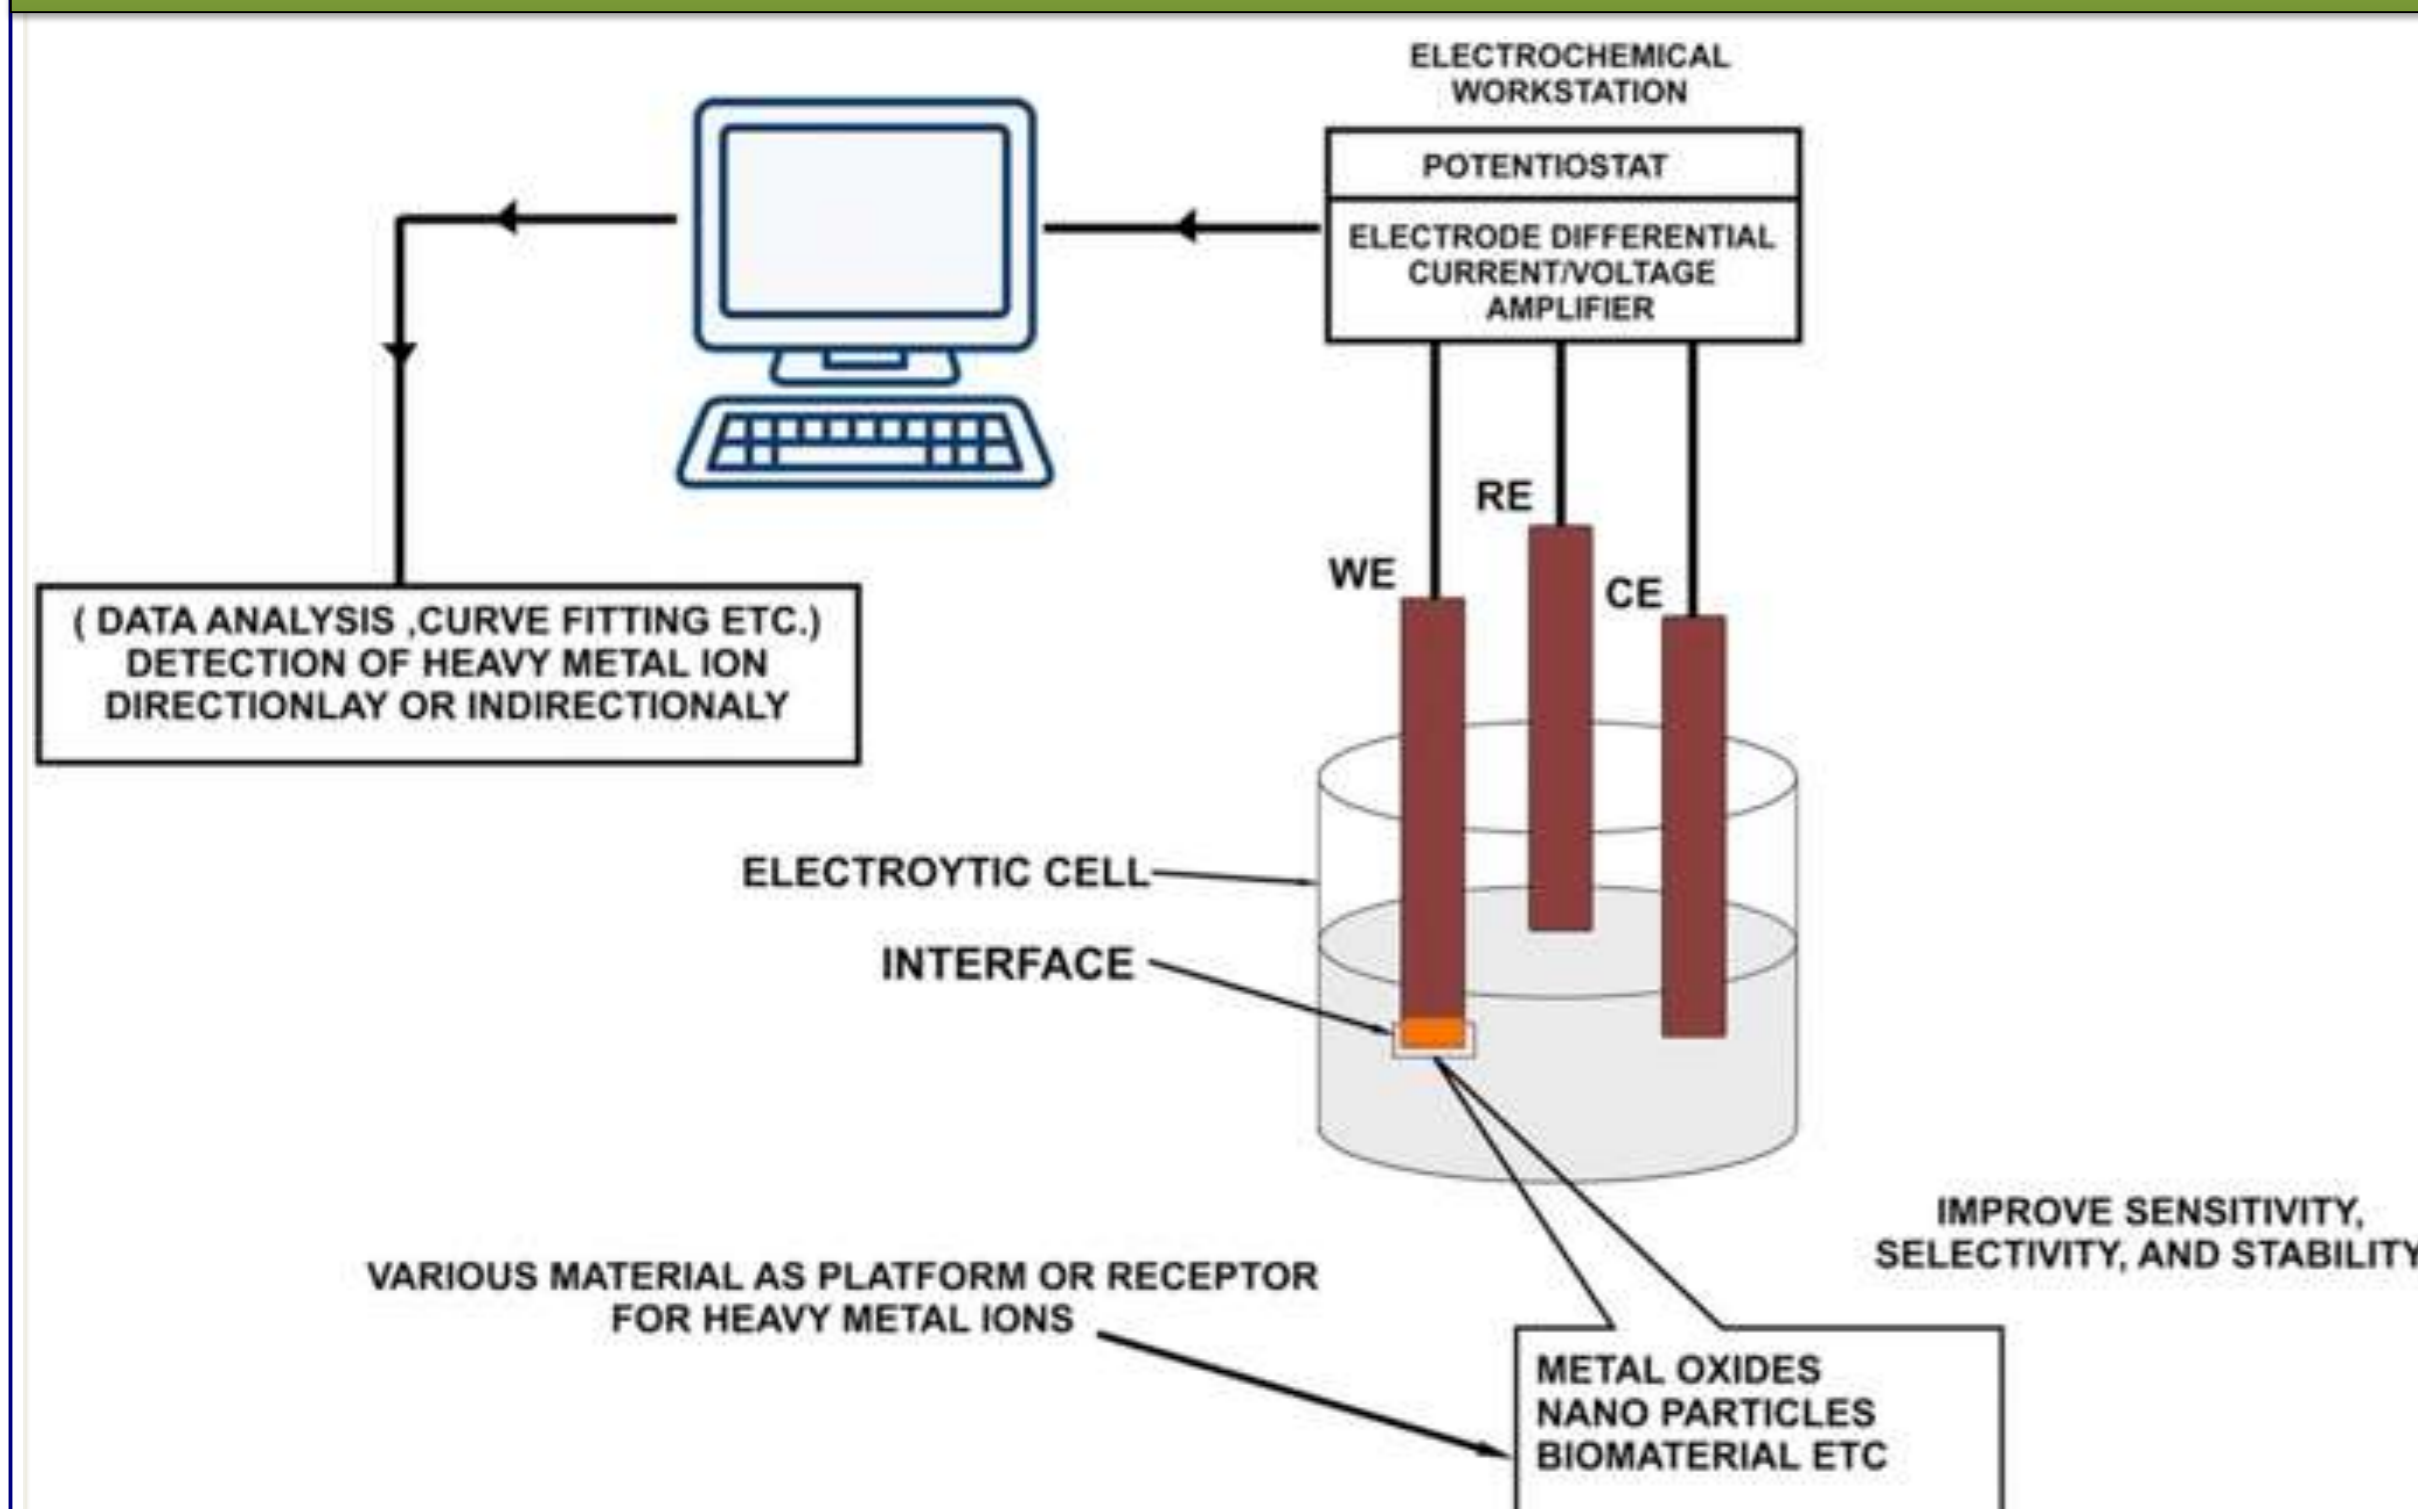 ELECTROCHEMICAL
WORKSTATION
POTENTIOSTAT
ELECTRODE DIFFERENTIAL
CURRENT/VOLTAGE
AMPLIFIER
RE
WE
CE
( DATA ANALYSIS ,CURVE FITTING ETC.)
DETECTION OF HEAVY METAL ION
DIRECTIONLAY OR INDIRECTIONALY
ELECTROYTIC CELL
INTERFACE
IMPROVE SENSITIVITY,
SELECTIVITY, AND STABILITY
VARIOUS MATERIAL AS PLATFORM OR RECEPTOR
FOR HEAVY METAL IONS
METAL OXIDES
NANO PARTICLES
BIOMATERIAL ETC